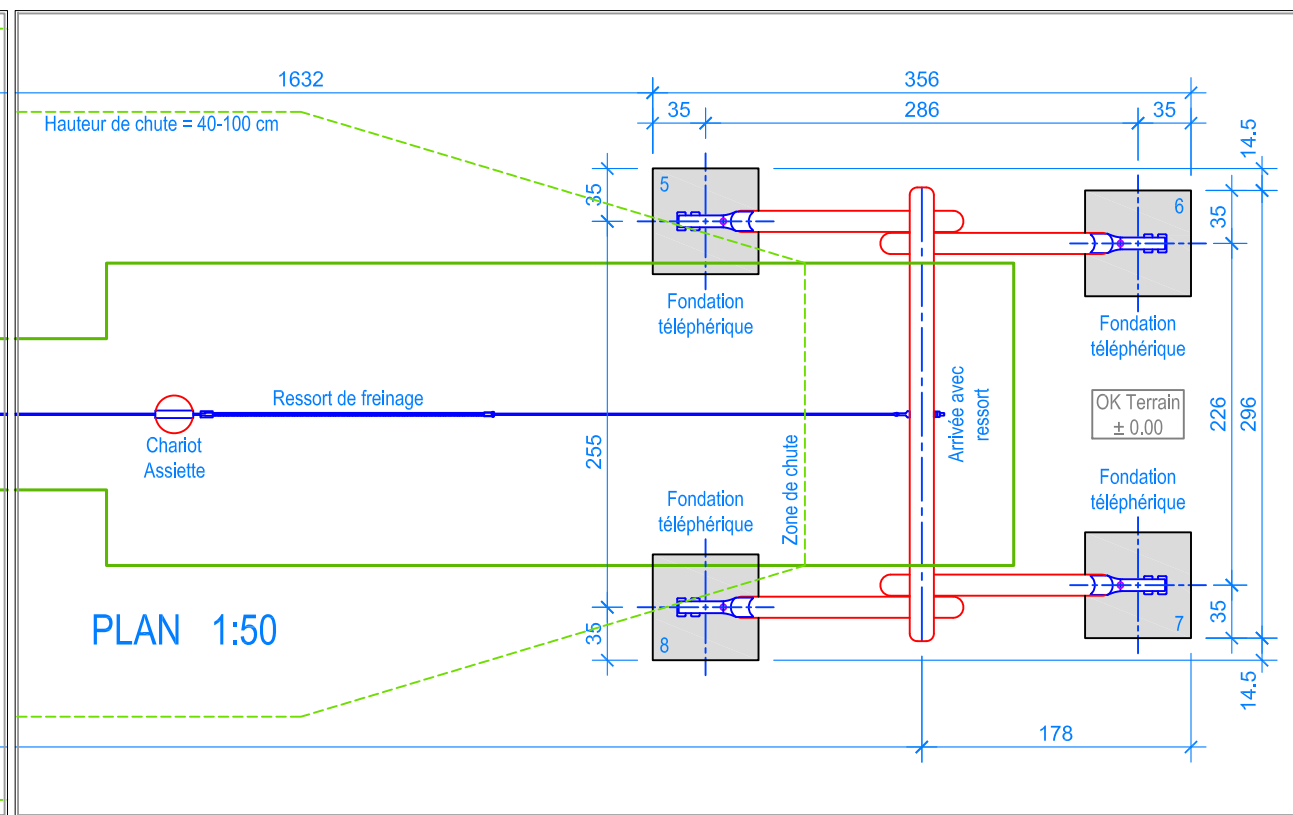 1632
356
35
286
35
Hauteur de chute = 40-100 cm
14.5
35
5
6
35
Fondation
téléphérique
Fondation
téléphérique
Ressort de freinage
Chariot
Assiette
Arrivée avec
ressort
OK Terrain
± 0.00
226
296
255
Zone de chute
Fondation
téléphérique
Fondation
téléphérique
PLAN 1:50
35
8
7
35
14.5
178